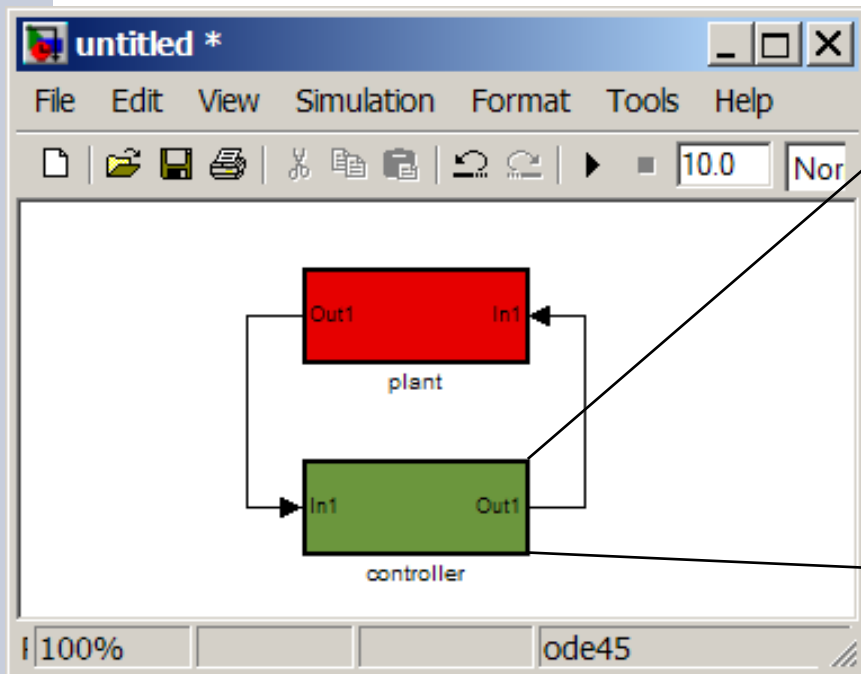 untitled *
File Edit View Simulation Format Tools Help
10.0 Nor
Out1 In1
plant
In1 Out1
controller
100% ode45